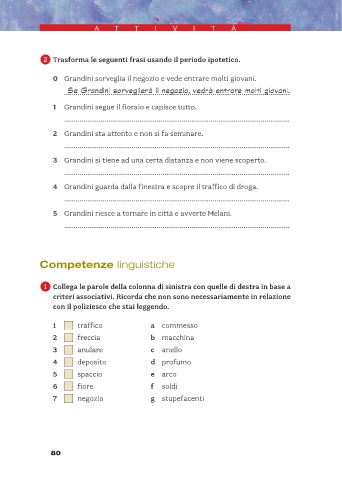 ATTIVITÀ
2 Trasforma le seguenti frasi usando il periodo ipotetico.
0 Grandini sorveglia il negozio e vede entrare molti giovani.
Se Grandini sorveglierà il negozio, vedrà entrare molti giovani.
1 Grandini segue il fioraio e capisce tutto.
2 Grandini sta attento e non si fa seminare.
3 Grandini si tiene ad una certa distanza e non viene scoperto.
4 Grandini guarda dalla finestra e scopre il traffico di droga.
5 Grandini riesce a tornare in città e avverte Melani.
Competenze linguistiche
1 Collega le parole della colonna di sinistra con quelle di destra in base a
criteri associativi. Ricorda che non sono necessariamente in relazione
con il poliziesco che stai leggendo.
1 traffico a commesso
2 freccia b macchina
3 anulare c anello
4 deposito d profumo
5 spaccio e arco
6 fiore f soldi
7 negozio g stupefacenti
80